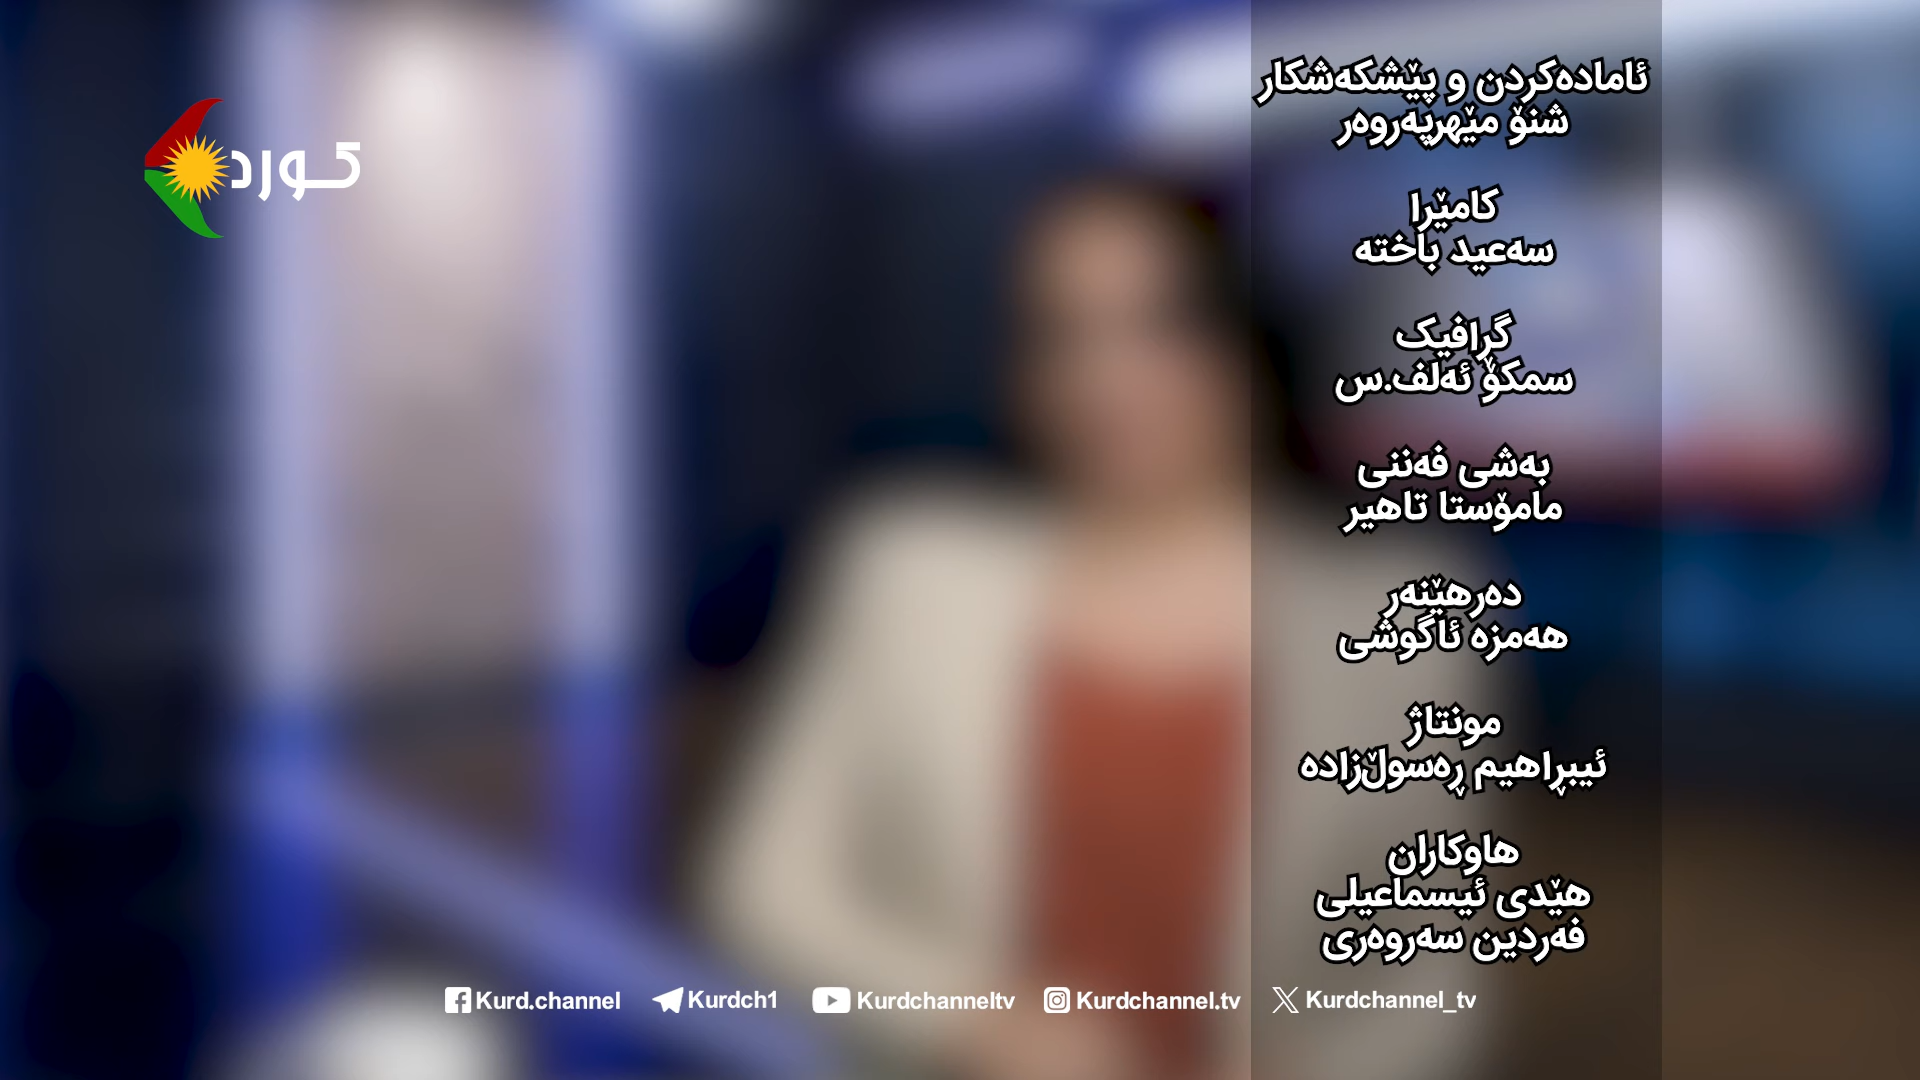 کورد
ئامادەکردن و پێشکەشکار
شنۆ مێهرپەروەر
کامێرا
سەعید باختە
گرافیک
سمکۆ ئەلف.س
بەشی فەننی
مامۆستا تاهیر
دەرهێنەر
هەمزە ئاگوشی
مونتاژ
ئیبڕاهیم ڕەسوڵزادە
هاوکاران
هێدی ئیسماعیلی
فەردین سەروەری
Kurd.channel
Kurdch1
Kurdchanneltv
Kurdchannel.tv
Kurdchannel_tv